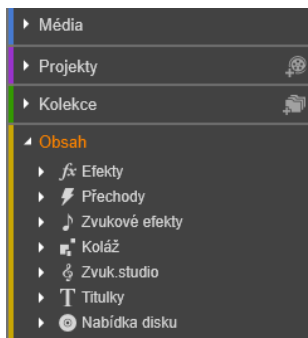 Média
Projekty
Kolekce
Obsah
fx Efekty
Přechody
Zvukové efekty
Koláž
Zvuk.studio
T Titulky
Nabídka disku